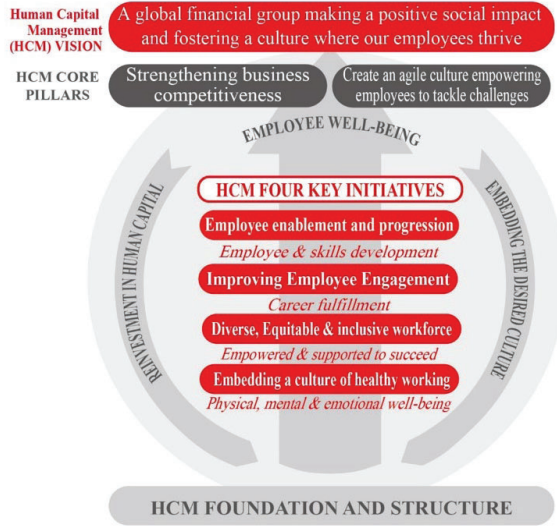 Human Capital
Management
(HCM) VISION
A global financial group making a positive social impact
and fostering a culture where our employees thrive
HCM CORE
PILLARS
Strengthening business
competitiveness
Create an agile culture empowering
employees to tackle challenges
EMPLOYEE WELL-BEING
REINVESTMENT IN HUMAN CAPITAL
EMBEDDING THE DESIRED CULTURE
HCM FOUR KEY INITIATIVES
Employee enablement and progression
Employee & skills development
Improving Employee Engagement
Career fulfillment
Diverse, Equitable & inclusive workforce
Empowered & supported to succeed
Embedding a culture of healthy working
Physical, mental & emotional well-being
HCM FOUNDATION AND STRUCTURE